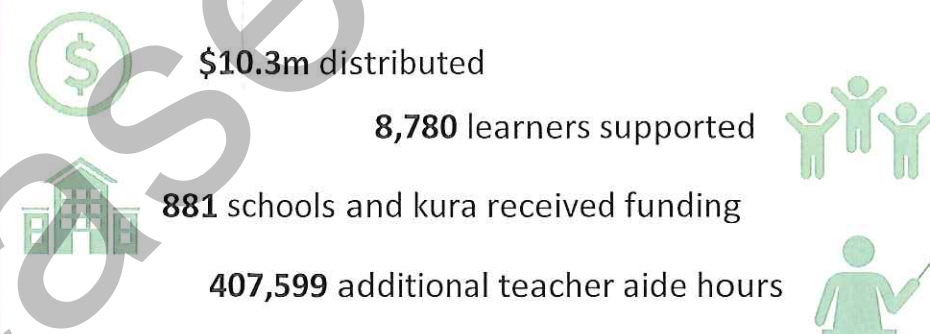 $10.3m distributed
8,780 learners supported
881 schools and kura received funding
407,599 additional teacher aide hours